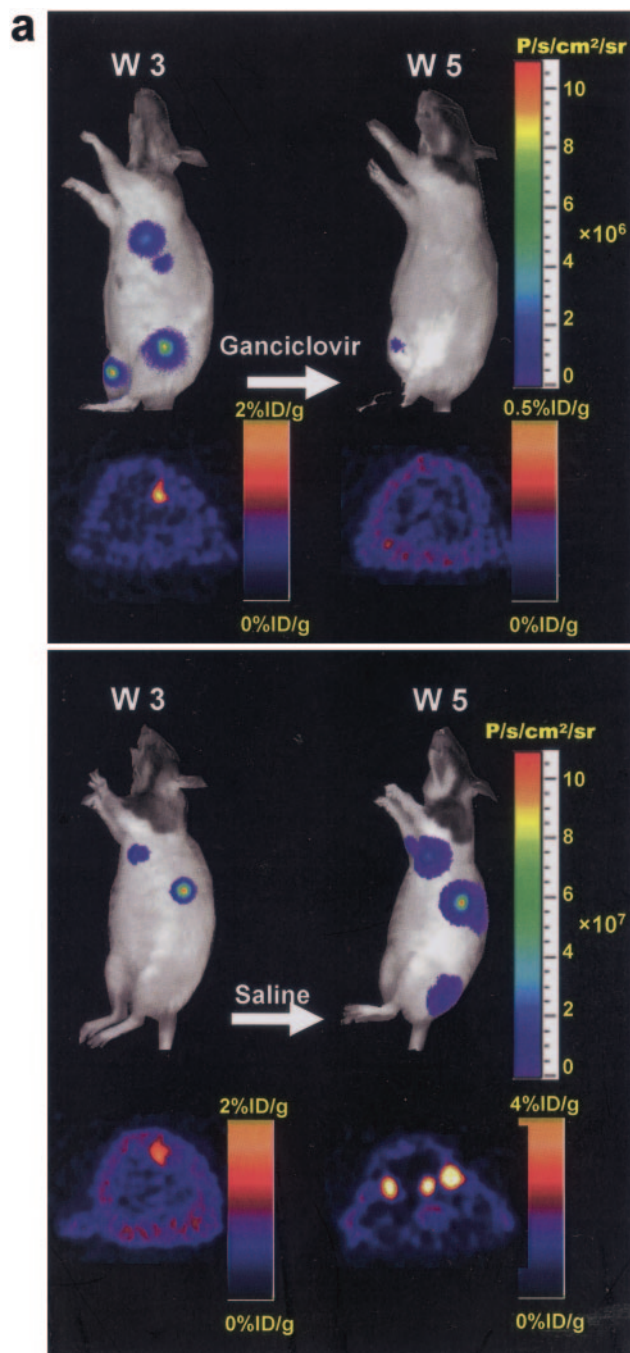 a
W 3
W 5
P/s/cm²/sr
10
8
6
×10⁶
4
2
0
Ganciclovir
2%ID/g
0.5%ID/g
0%ID/g
0%ID/g
W 3
W 5
P/s/cm²/sr
10
8
6
×10⁷
4
2
0
Saline
2%ID/g
4%ID/g
0%ID/g
0%ID/g